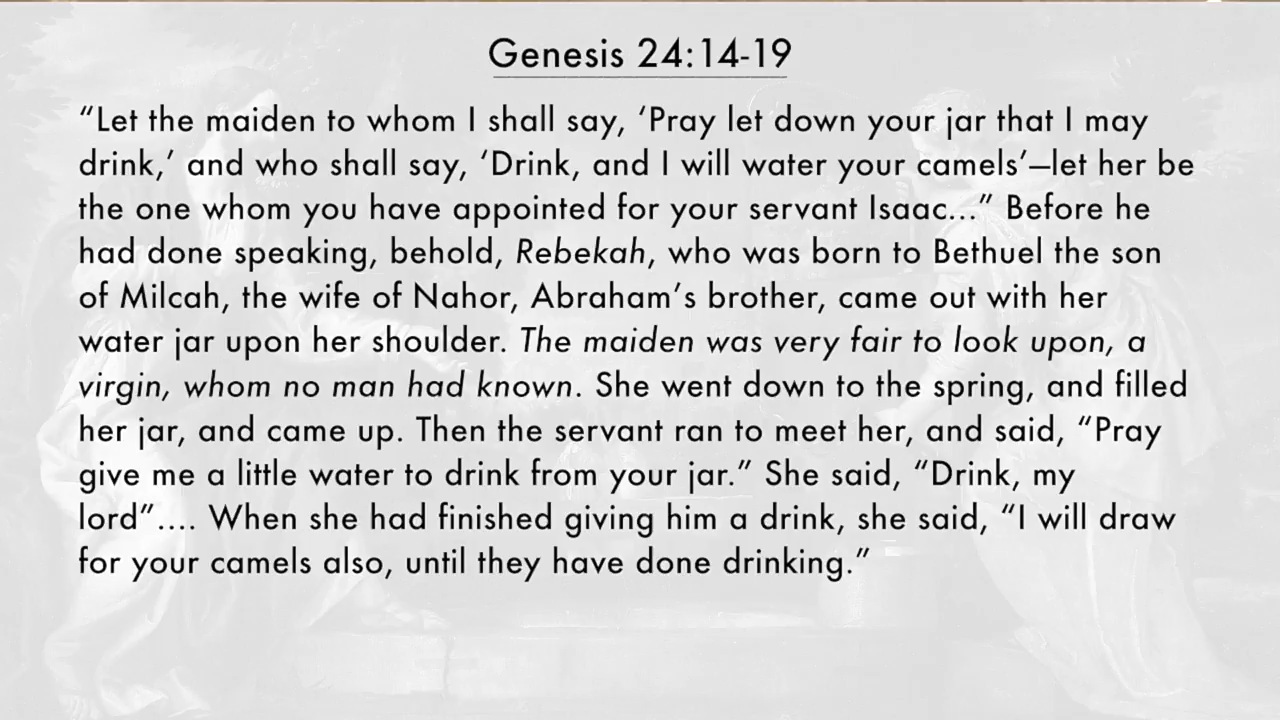 Genesis 24:14-19
“Let the maiden to whom I shall say, ‘Pray let down your jar that I may
drink,’ and who shall say, ‘Drink, and I will water your camels’—let her be
the one whom you have appointed for your servant Isaac...” Before he
had done speaking, behold, Rebekah, who was born to Bethuel the son
of Milcah, the wife of Nahor, Abraham’s brother, came out with her
water jar upon her shoulder. The maiden was very fair to look upon, a
virgin, whom no man had known. She went down to the spring, and filled
her jar, and came up. Then the servant ran to meet her, and said, “Pray
give me a little water to drink from your jar.” She said, “Drink, my
lord”.... When she had finished giving him a drink, she said, “I will draw
for your camels also, until they have done drinking.”